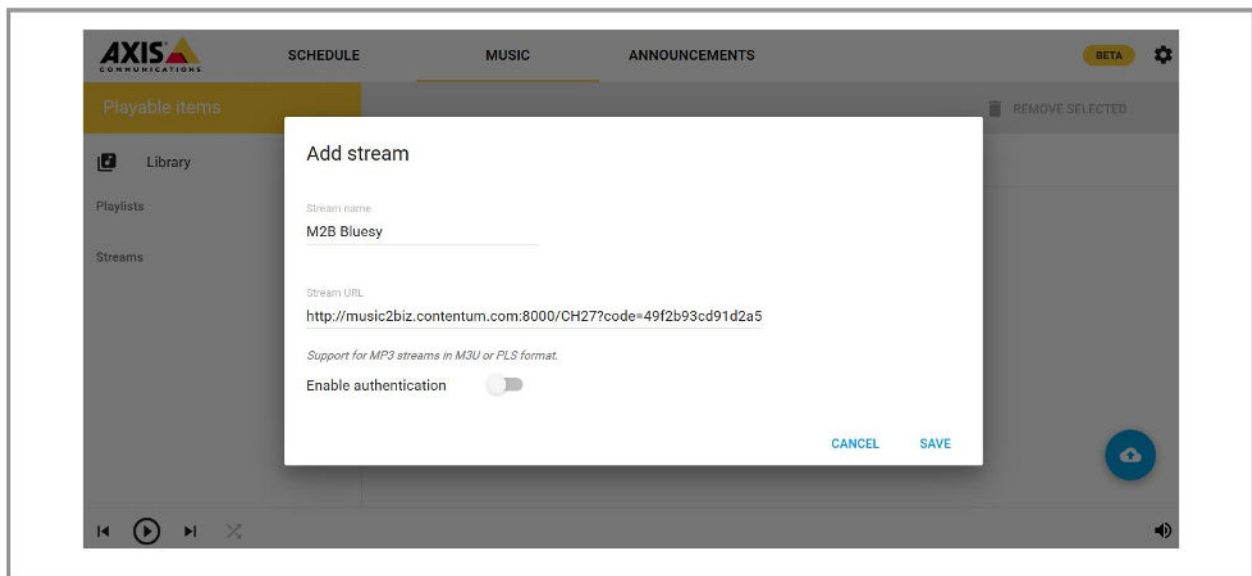 AXIS
COMMUNICATIONS
SCHEDULE MUSIC ANNOUNCEMENTS BETA
Playable items REMOVE SELECTED
Library
Playlists
Streams
Add stream
Stream name
M2B Bluesy
Stream URL
http://music2biz.contentum.com:8000/CH27?code=49f2b93cd91d2a5
Support for MP3 streams in M3U or PLS format.
Enable authentication
CANCEL SAVE